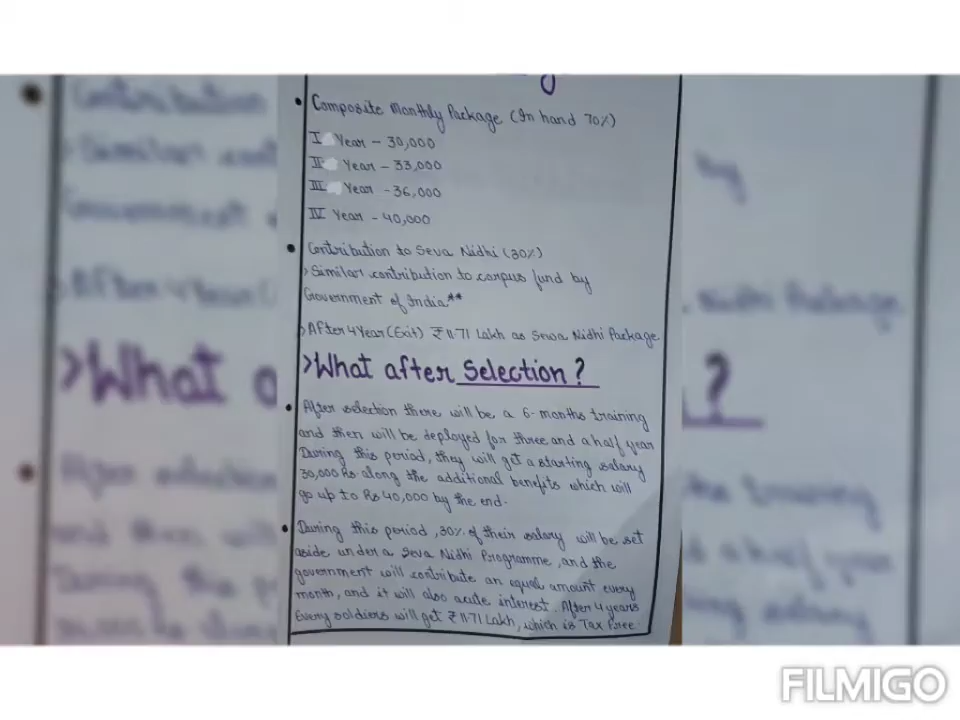 • Composite Monthly Package (In hand 70%)
I Year - 30,000
II Year - 33,000
III Year - 36,000
IV Year - 40,000
• Contribution to Seva Nidhi (30%)
> Similar contribution to corpus fund by
Government of India**
> After 4 Year (Exit) ₹ 11.71 Lakh as Sewa Nidhi Package
>What after Selection?
• After selection there will be a 6-months training
and then will be deployed for three and a half year
During this period, they will get a starting salary
30,000 Rs along the additional benefits which will
go up to Rs 40,000 by the end.
• During this period, 30% of their salary will be set
aside under a Seva Nidhi Programme, and the
government will contribute an equal amount every
month, and it will also acute interest. After 4 years
Every soldiers will get ₹ 11.71 Lakh, which is Tax Free.
FILMIGO